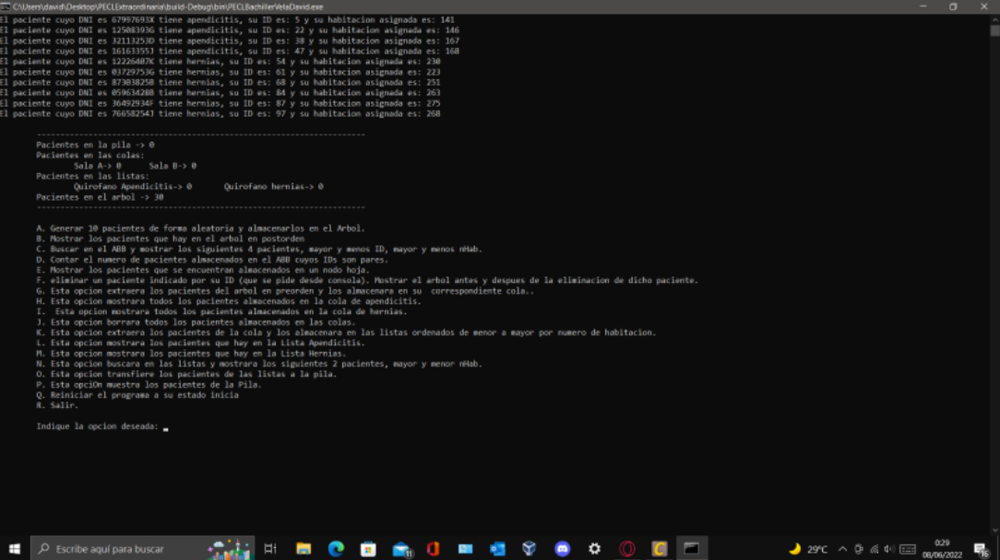 C:\Users\david\Desktop\PECLExtraordinaria\build-Debug\bin\PECLBachillerVelaDavid.exe
El paciente cuyo DNI es 67997693X tiene apendicitis, su ID es: 5 y su habitacion asignada es: 141
El paciente cuyo DNI es 12508393G tiene apendicitis, su ID es: 22 y su habitacion asignada es: 146
El paciente cuyo DNI es 32113253D tiene apendicitis, su ID es: 38 y su habitacion asignada es: 167
El paciente cuyo DNI es 16163355J tiene apendicitis, su ID es: 47 y su habitacion asignada es: 168
El paciente cuyo DNI es 12226407K tiene hernias, su ID es: 54 y su habitacion asignada es: 230
El paciente cuyo DNI es 03729753G tiene hernias, su ID es: 61 y su habitacion asignada es: 223
El paciente cuyo DNI es 87303825B tiene hernias, su ID es: 68 y su habitacion asignada es: 251
El paciente cuyo DNI es 05963428B tiene hernias, su ID es: 84 y su habitacion asignada es: 263
El paciente cuyo DNI es 36492934F tiene hernias, su ID es: 87 y su habitacion asignada es: 275
El paciente cuyo DNI es 76658254J tiene hernias, su ID es: 97 y su habitacion asignada es: 268
Pacientes en la pila -> 0
Pacientes en las colas:
Sala A-> 0 Sala B-> 0
Pacientes en las listas:
Quirofano Apendicitis-> 0 Quirofano hernias-> 0
Pacientes en el arbol -> 30
A. Generar 10 pacientes de forma aleatoria y almacenarlos en el Arbol.
B. Mostrar los pacientes que hay en el arbol en postorden
C. Buscar en el ABB y mostrar los siguientes 4 pacientes, mayor y menos ID, mayor y menos nHab.
D. Contar el numero de pacientes almacenados en el ABB cuyos IDs son pares.
E. Mostrar los pacientes que se encuentran almacenados en un nodo hoja.
F. eliminar un paciente indicado por su ID (que se pide desde consola). Mostrar el arbol antes y despues de la eliminacion de dicho paciente.
G. Esta opcion extraera los pacientes del arbol en preorden y los almacenara en su correspondiente cola..
H. Esta opcion mostrara todos los pacientes almacenados en la cola de apendicitis.
I. Esta opcion mostrara todos los pacientes almacenados en la cola de hernias.
J. Esta opcion borrara todos los pacientes almacenados en las colas.
K. Esta opcion extraera los pacientes de la cola y los almacenara en las listas ordenados de menor a mayor por numero de habitacion.
L. Esta opcion mostrara los pacientes que hay en la Lista Apendicitis.
M. Esta opcion mostrara los pacientes que hay en la Lista Hernias.
N. Esta opcion buscara en las listas y mostrara los siguientes 2 pacientes, mayor y menor nHab.
O. Esta opcion transfiere los pacientes de las listas a la pila.
P. Esta opciOn muestra los pacientes de la Pila.
Q. Reiniciar el programa a su estado inicia
R. Salir.
Indique la opcion deseada:
Escribe aquí para buscar
11
29°C
0:29
08/06/2022
16